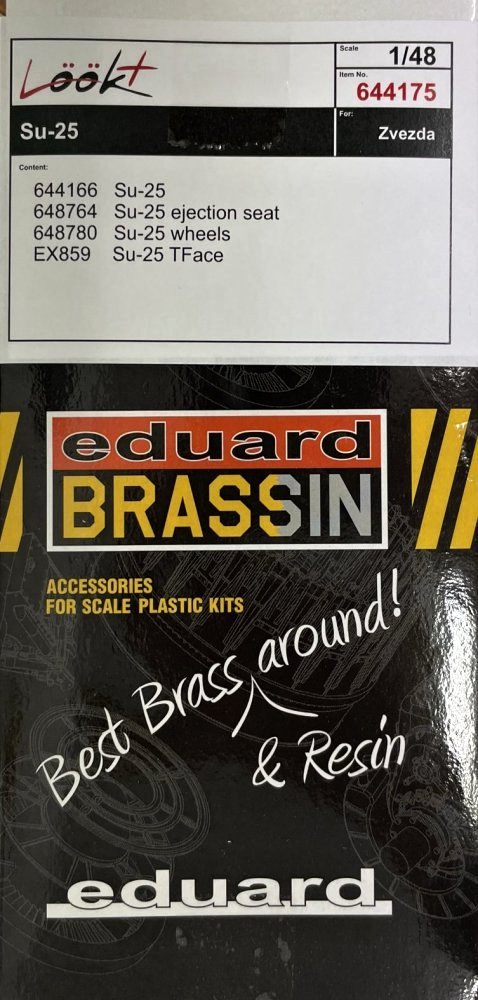 Löök+
Scale
1/48
Item No.
644175
Su-25
For:
Zvezda
Content:
644166 Su-25
648764 Su-25 ejection seat
648780 Su-25 wheels
EX859 Su-25 TFace
eduard
BRASSIN
ACCESSORIES
FOR SCALE PLASTIC KITS
Best Brass around!
& Resin
eduard